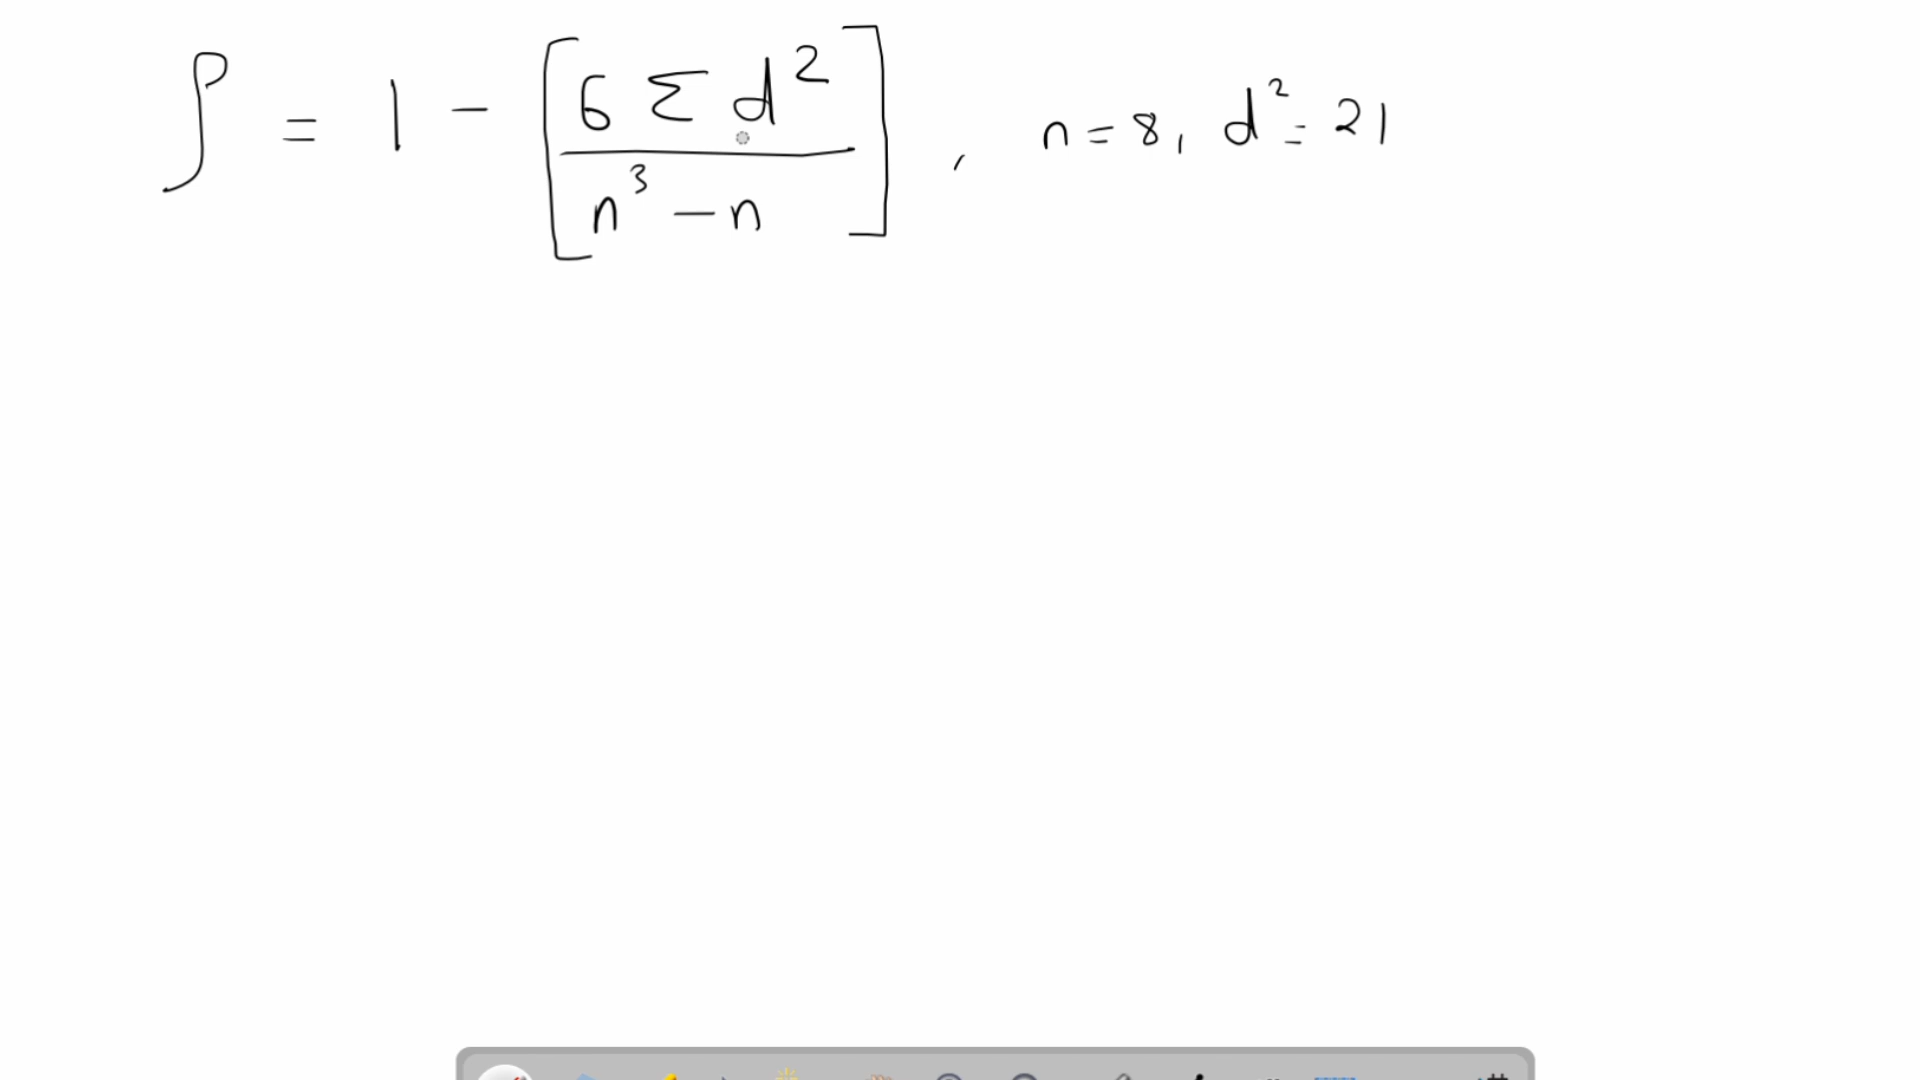 ρ = 1 - [6 Σ d² / n³ - n] , n = 8, d² = 21